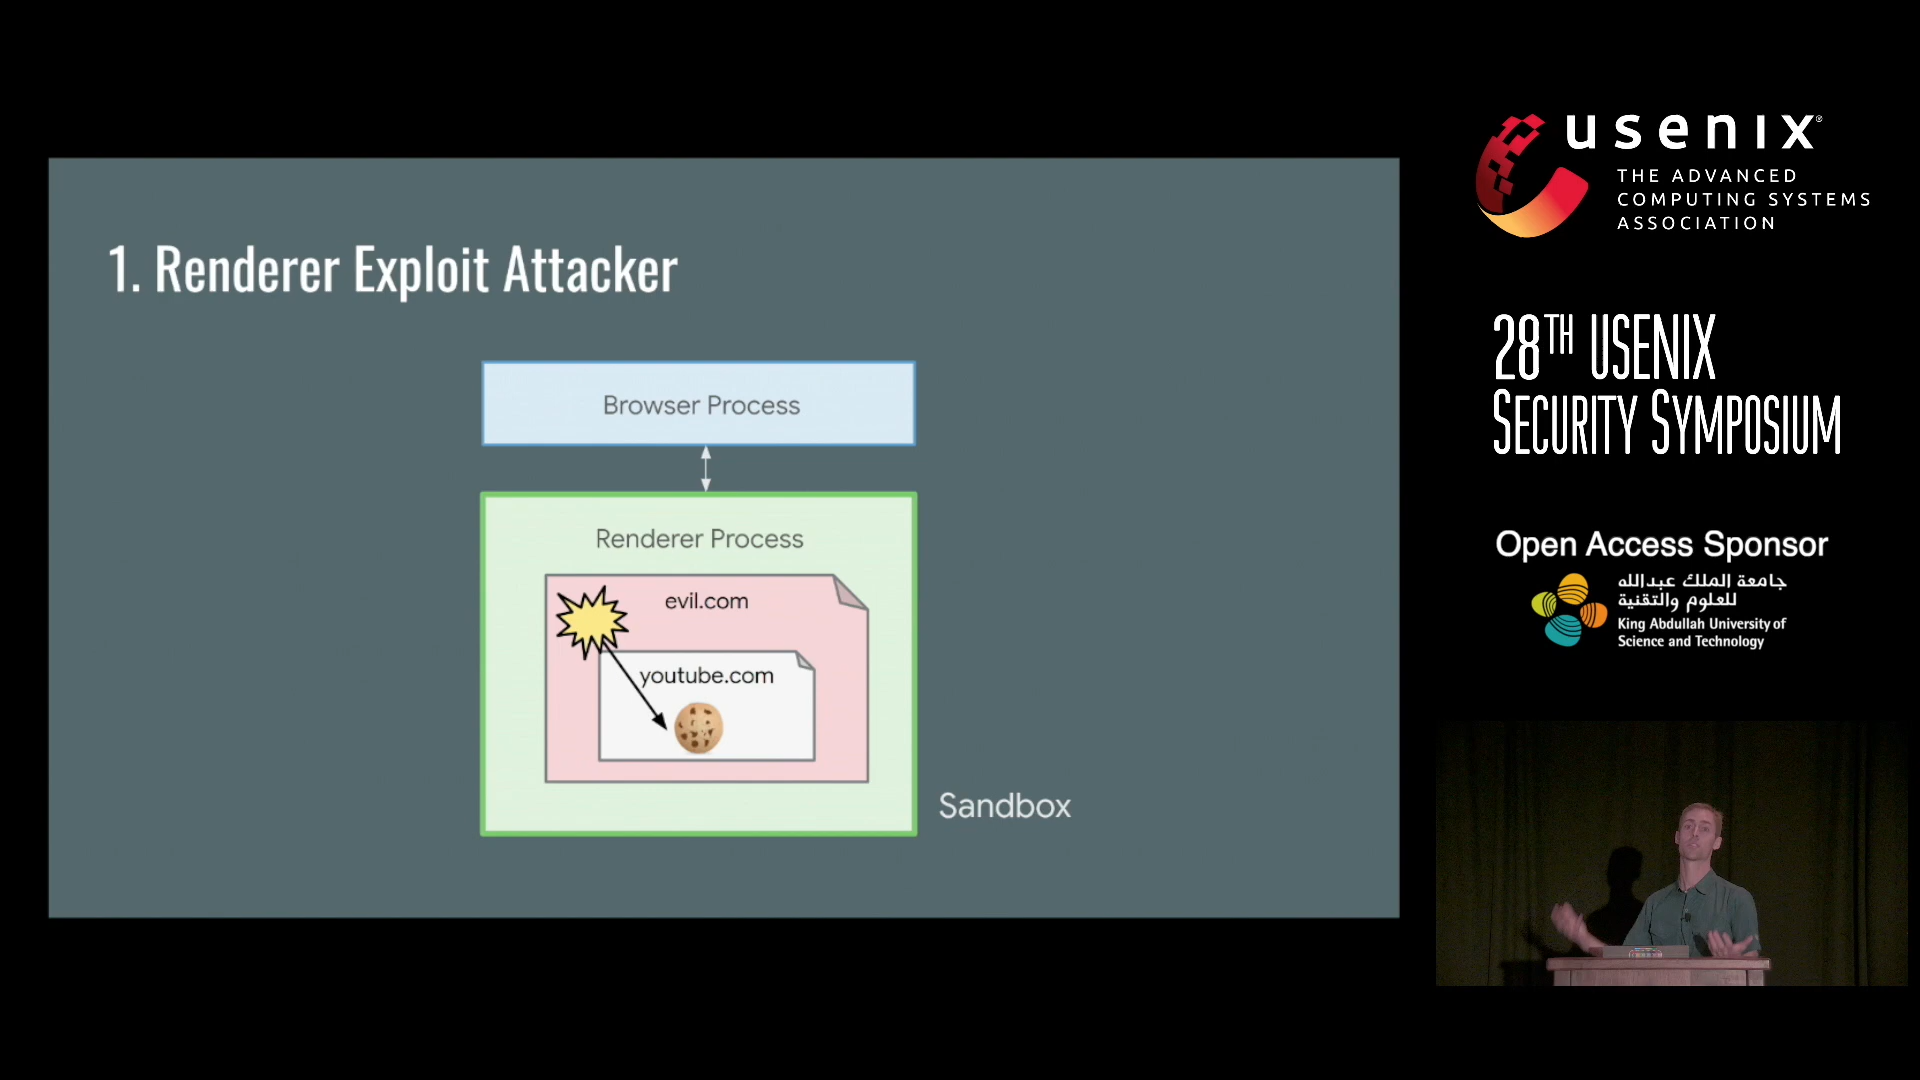 1. Renderer Exploit Attacker
Browser Process
Renderer Process
evil.com
youtube.com
Sandbox
usenix®
THE ADVANCED
COMPUTING SYSTEMS
ASSOCIATION
28TH USENIX
SECURITY SYMPOSIUM
Open Access Sponsor
جامعة الملك عبدالله
للعلوم والتقنية
King Abdullah University of
Science and Technology